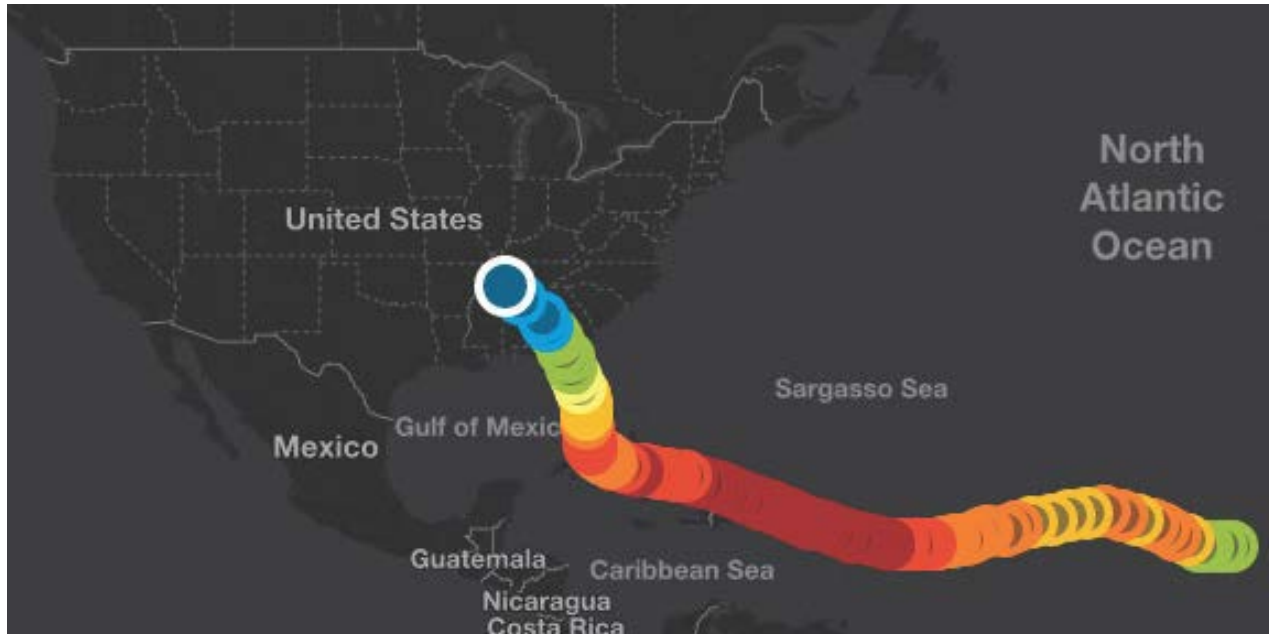 North
Atlantic
Ocean
United States
Sargasso Sea
Gulf of Mexic
Mexico
Guatemala
Caribbean Sea
Nicaragua
Costa Rica